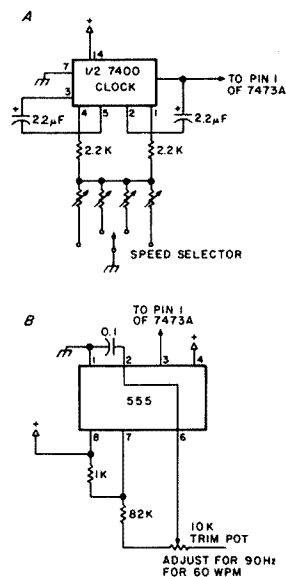 A
+
14
7
1/2 7400
CLOCK
3
TO PIN 1
OF 7473A
+
2.2µF
4
5
2
1
+
2.2µF
2.2K
2.2K
SPEED SELECTOR
B
TO PIN 1
OF 7473A
0.1
+
1
2
3
4
555
+
8
7
6
1K
82K
10K
TRIM POT
ADJUST FOR 90Hz
FOR 60 WPM